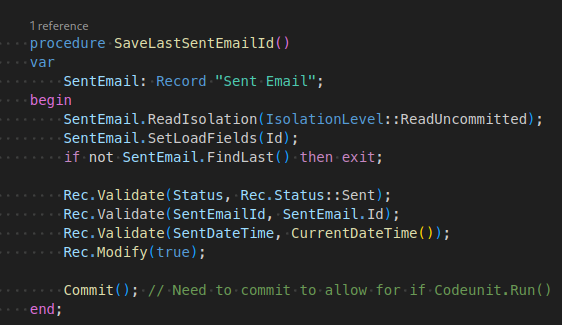 1 reference
procedure SaveLastSentEmailId()
var
SentEmail: Record "Sent Email";
begin
SentEmail.ReadIsolation(IsolationLevel::ReadUncommitted);
SentEmail.SetLoadFields(Id);
if not SentEmail.FindLast() then exit;
Rec.Validate(Status, Rec.Status::Sent);
Rec.Validate(SentEmailId, SentEmail.Id);
Rec.Validate(SentDateTime, CurrentDateTime());
Rec.Modify(true);
Commit(); // Need to commit to allow for if Codeunit.Run()
end;